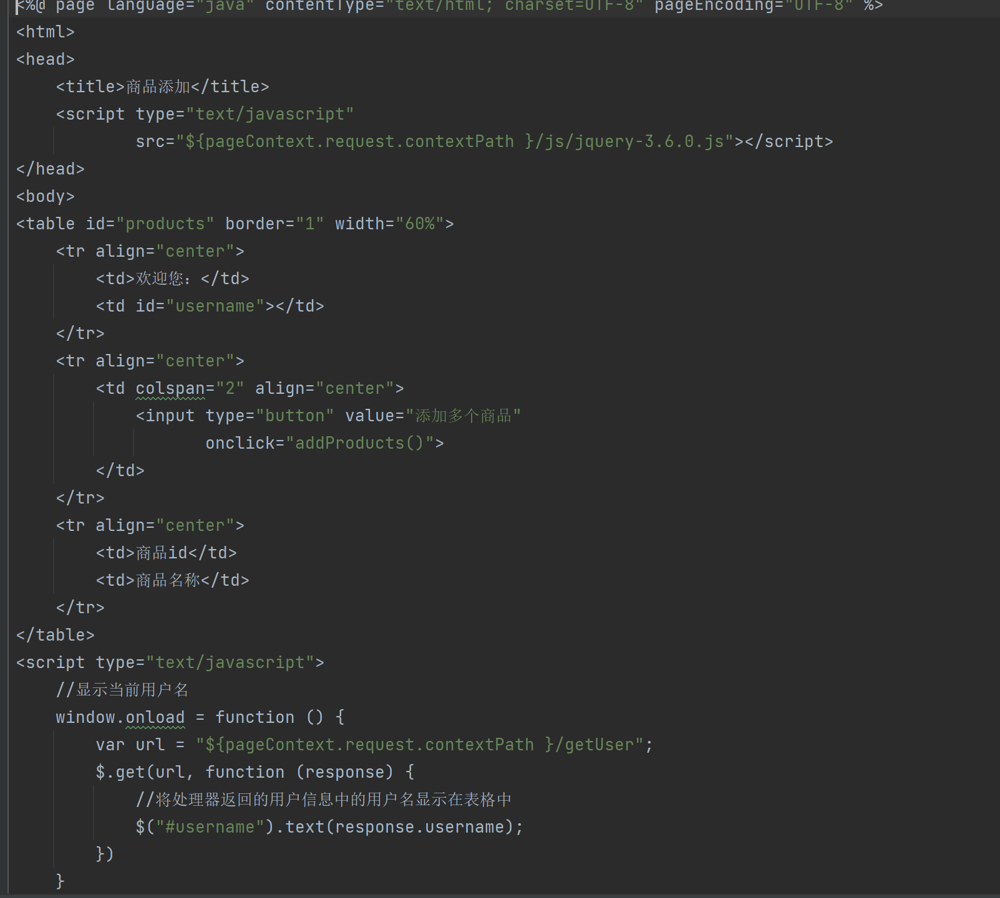 <%@ page language="java" contentType="text/html; charset=UTF-8" pageEncoding="UTF-8" %>
<html>
<head>
    <title>商品添加</title>
    <script type="text/javascript"
            src="${pageContext.request.contextPath }/js/jquery-3.6.0.js"></script>
</head>
<body>
<table id="products" border="1" width="60%">
    <tr align="center">
        <td>欢迎您：</td>
        <td id="username"></td>
    </tr>
    <tr align="center">
        <td colspan="2" align="center">
            <input type="button" value="添加多个商品"
                   onclick="addProducts()">
        </td>
    </tr>
    <tr align="center">
        <td>商品id</td>
        <td>商品名称</td>
    </tr>
</table>
<script type="text/javascript">
    //显示当前用户名
    window.onload = function () {
        var url = "${pageContext.request.contextPath }/getUser";
        $.get(url, function (response) {
            //将处理器返回的用户信息中的用户名显示在表格中
            $("#username").text(response.username);
        })
    }